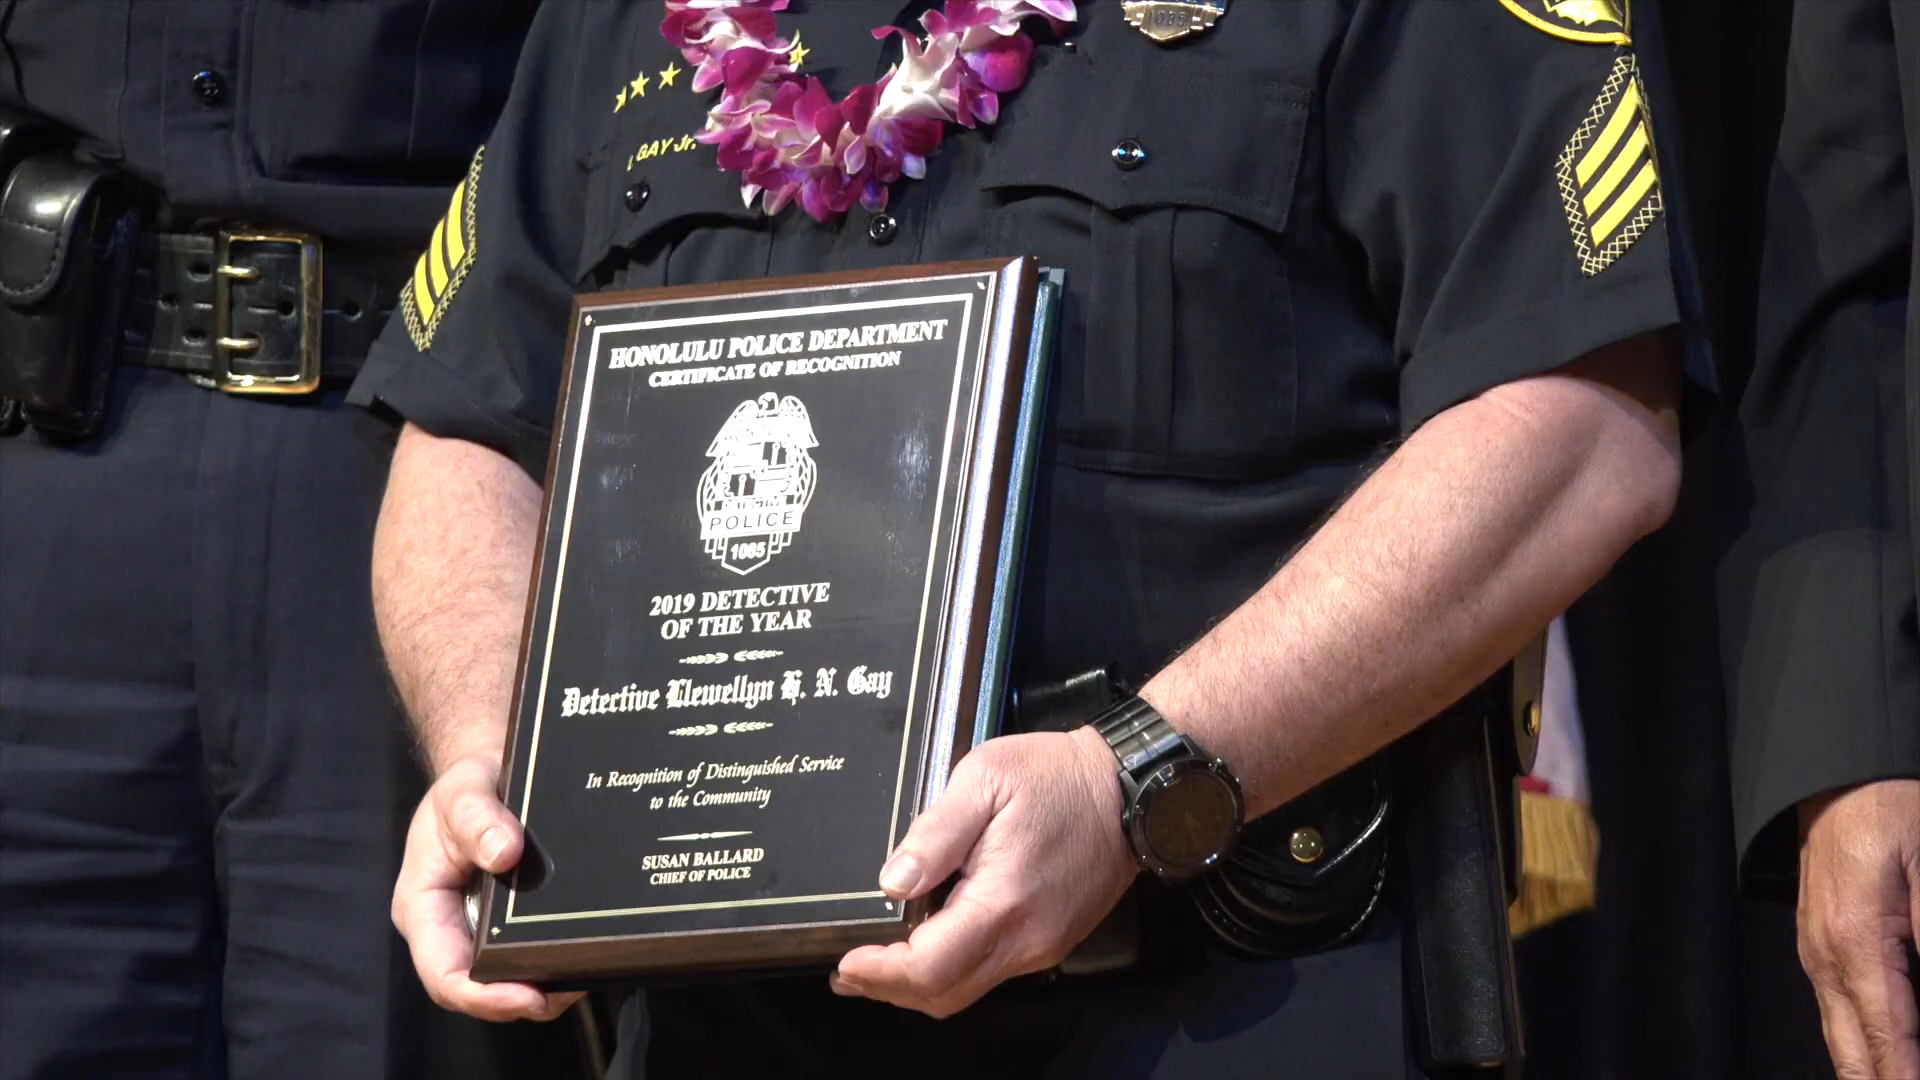 1085
GAY Jr.
HONOLULU POLICE DEPARTMENT
CERTIFICATE OF RECOGNITION
DETECTIVE
POLICE
1085
2019 DETECTIVE
OF THE YEAR
Detective Llewellyn H. N. Gay
In Recognition of Distinguished Service
to the Community
SUSAN BALLARD
CHIEF OF POLICE